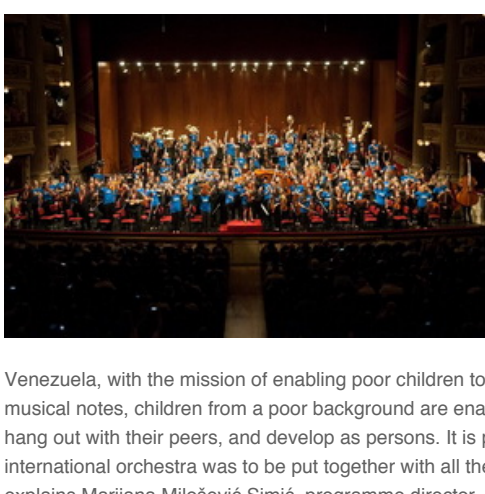 Venezuela, with the mission of enabling poor children to
musical notes, children from a poor background are
hang out with their peers, and develop as persons. It is
international orchestra was to be put together with all
explains Marijana Milošević Simić, programme director